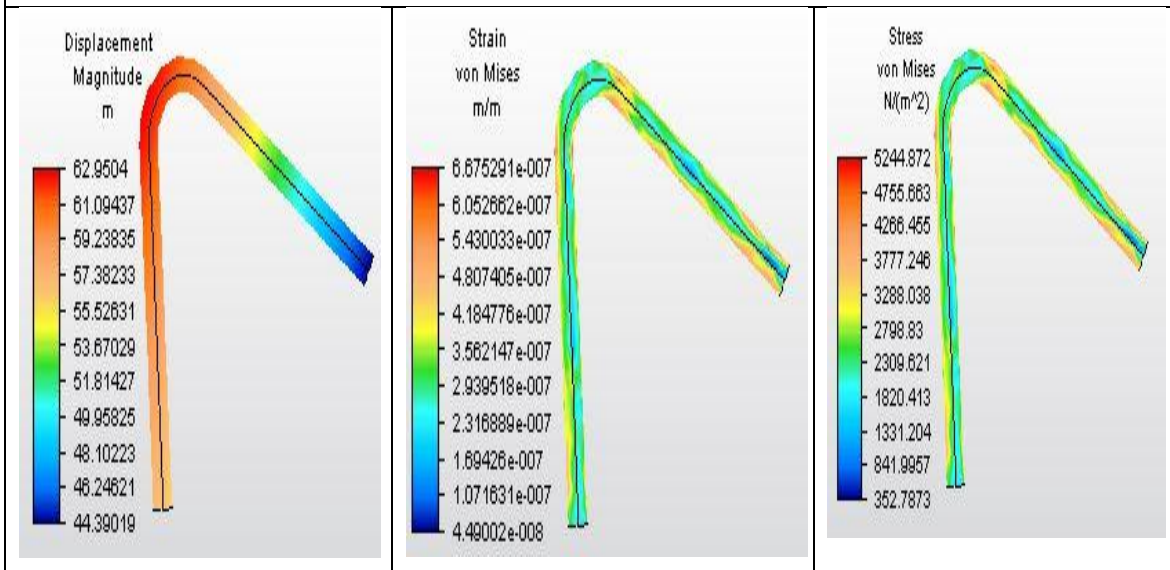 Displacement
Magnitude
m
62.9504
61.09437
59.23835
57.38233
55.52631
53.67029
51.81427
49.95825
48.10223
46.24621
44.39019
Strain
von Mises
m/m
6.675291e-007
6.052662e-007
5.430033e-007
4.807405e-007
4.184776e-007
3.562147e-007
2.939518e-007
2.316889e-007
1.69426e-007
1.071631e-007
4.49002e-008
Stress
von Mises
N/(m^2)
5244.872
4755.663
4266.455
3777.246
3288.038
2798.83
2309.621
1820.413
1331.204
841.9957
352.7873